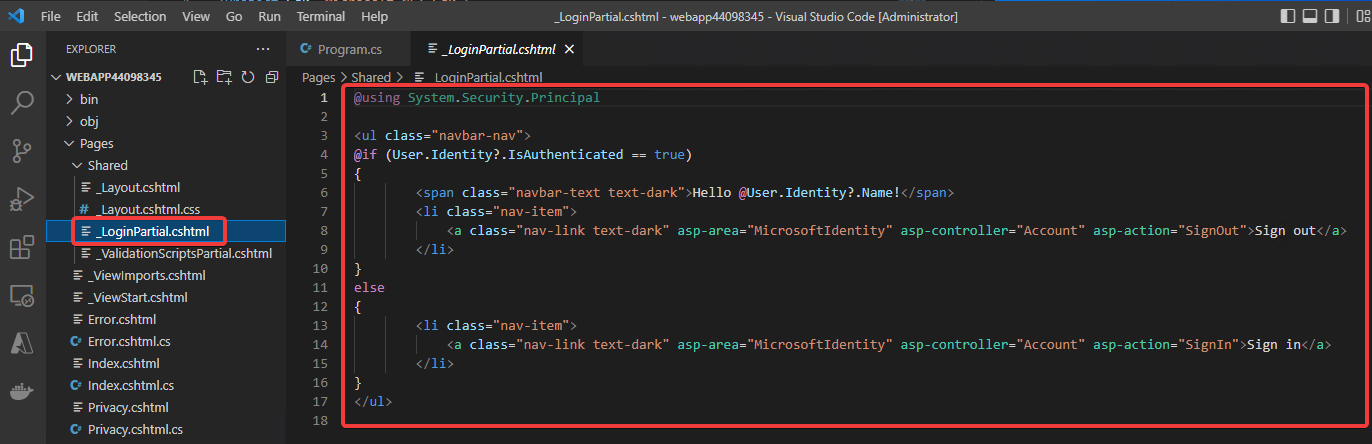 File Edit Selection View Go Run Terminal Help
_LoginPartial.cshtml - webapp44098345 - Visual Studio Code [Administrator]
EXPLORER
WEBAPP44098345
bin
obj
Pages
Shared
_Layout.cshtml
# _Layout.cshtml.css
_LoginPartial.cshtml
_ValidationScriptsPartial.cshtml
_ViewImports.cshtml
_ViewStart.cshtml
Error.cshtml
C# Error.cshtml.cs
Index.cshtml
C# Index.cshtml.cs
Privacy.cshtml
C# Privacy.cshtml.cs
C# Program.cs
_LoginPartial.cshtml
Pages > Shared > _LoginPartial.cshtml
1 @using System.Security.Principal
2
3 <ul class="navbar-nav">
4 @if (User.Identity?.IsAuthenticated == true)
5 {
6 <span class="navbar-text text-dark">Hello @User.Identity?.Name!</span>
7 <li class="nav-item">
8 <a class="nav-link text-dark" asp-area="MicrosoftIdentity" asp-controller="Account" asp-action="SignOut">Sign out</a>
9 </li>
10 }
11 else
12 {
13 <li class="nav-item">
14 <a class="nav-link text-dark" asp-area="MicrosoftIdentity" asp-controller="Account" asp-action="SignIn">Sign in</a>
15 </li>
16 }
17 </ul>
18